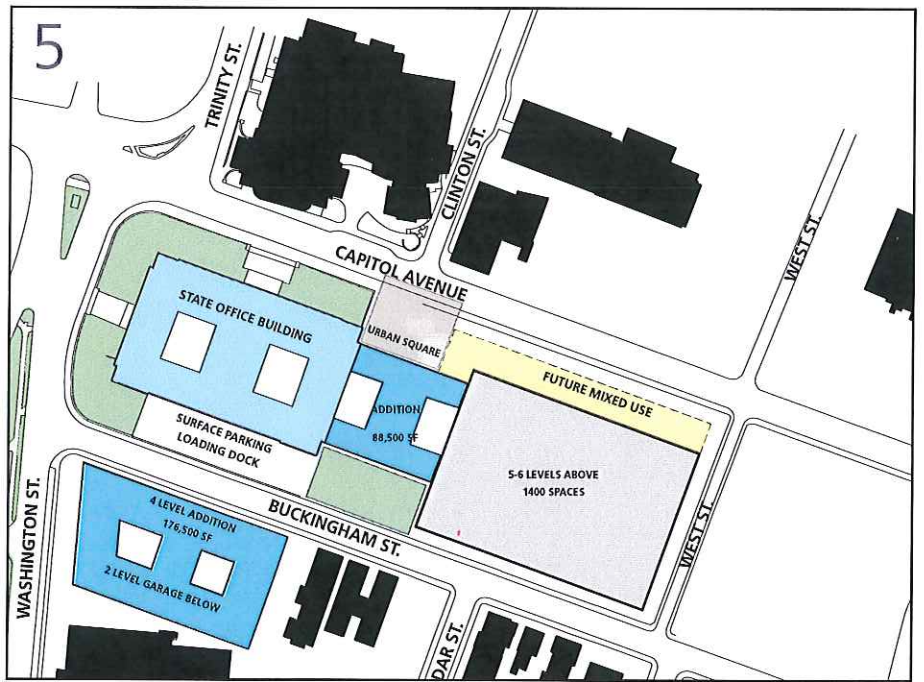 5
TRINITY ST.
CLINTON ST.
WEST ST.
CAPITOL AVENUE
STATE OFFICE BUILDING
URBAN SQUARE
FUTURE MIXED USE
ADDITION
88,500 SF
SURFACE PARKING
LOADING DOCK
5-6 LEVELS ABOVE
1400 SPACES
WASHINGTON ST.
4 LEVEL ADDITION
176,500 SF
2 LEVEL GARAGE BELOW
BUCKINGHAM ST.
WEST ST.
DAR ST.